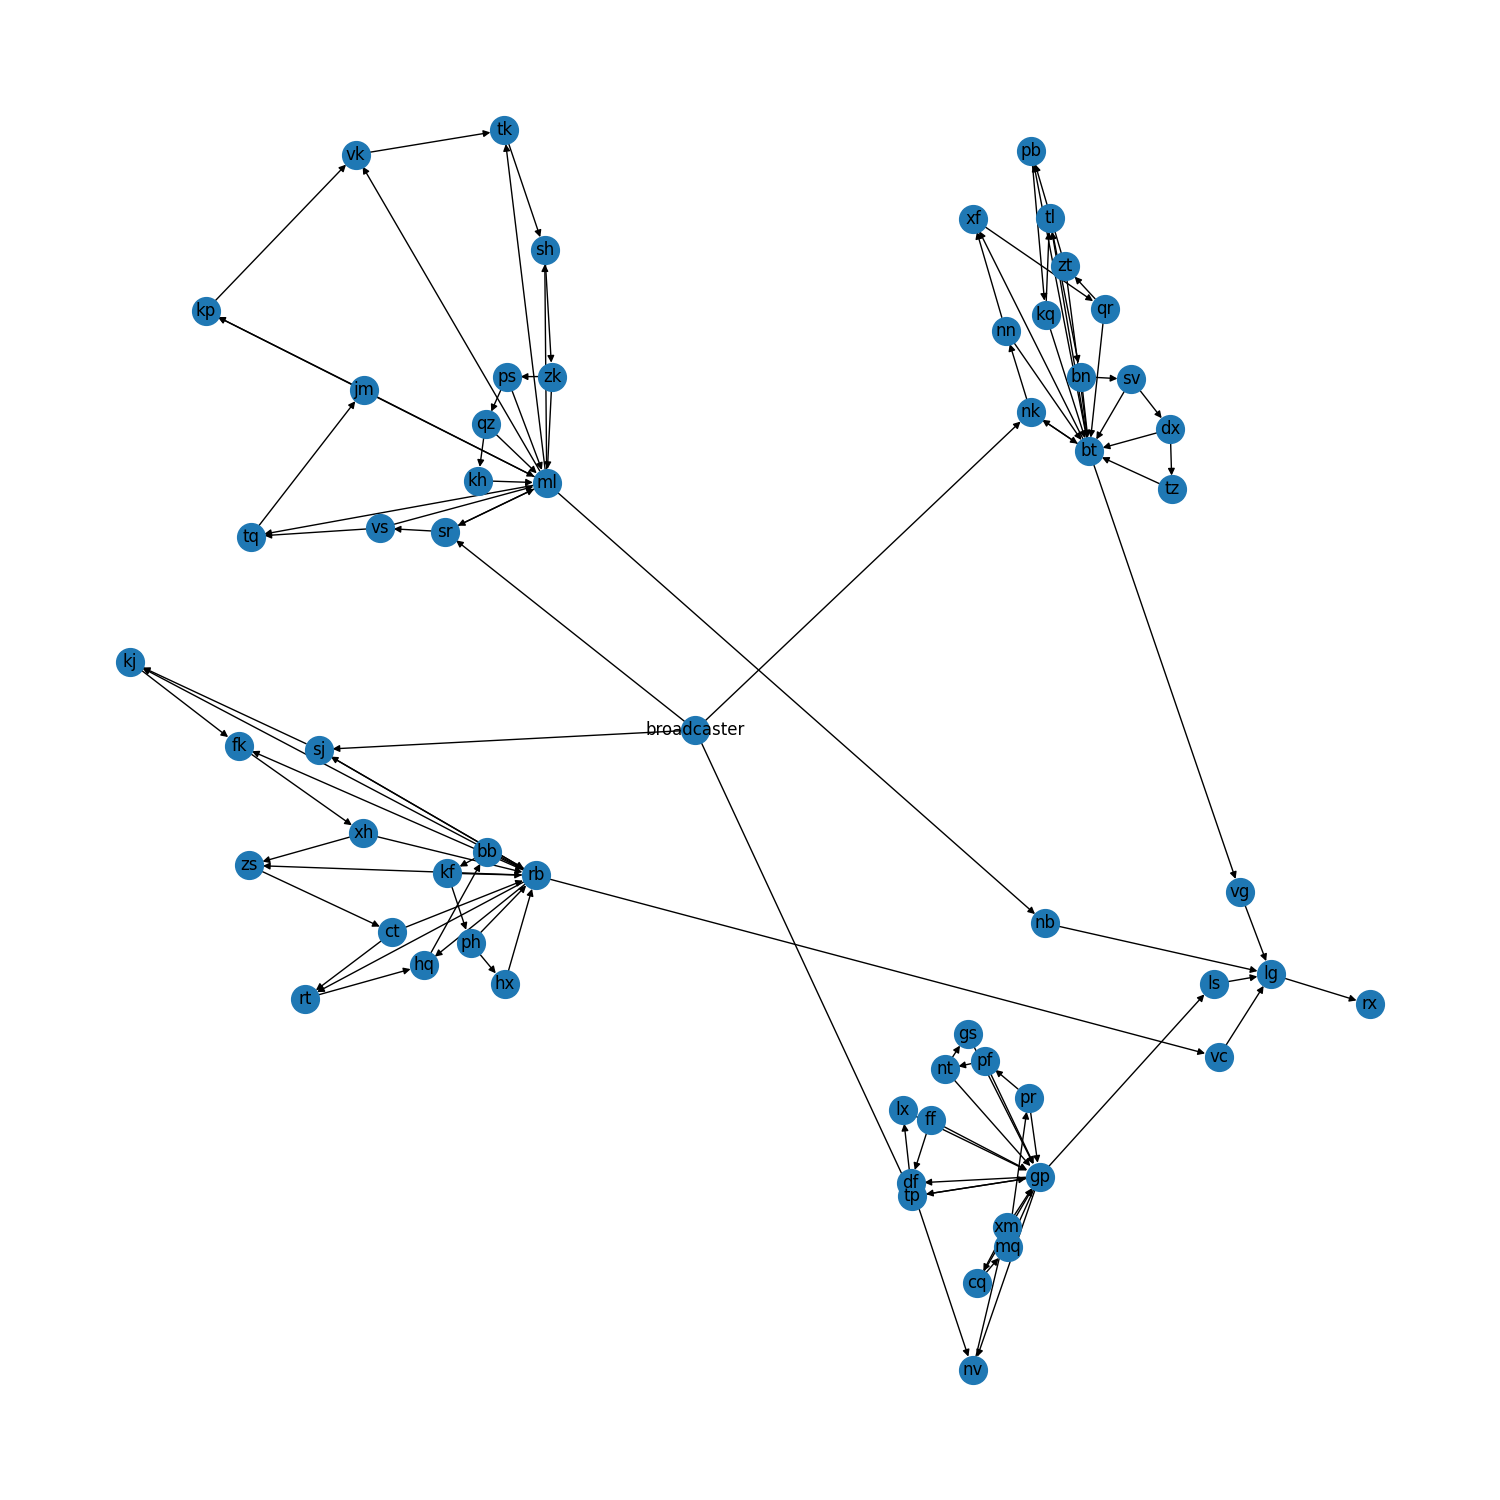 tk
pb
vk
xf
tl
sh
zt
kp
qr
kq
nn
ps
zk
bn
sv
jm
nk
qz
dx
bt
kh
ml
tz
vs
sr
tq
kj
broadcaster
fk
sj
xh
bb
zs
kf
rb
vg
nb
ct
ph
hq
lg
ls
hx
rt
rx
gs
vc
pf
nt
pr
lx
ff
gp
df
tp
xm
mq
cq
nv